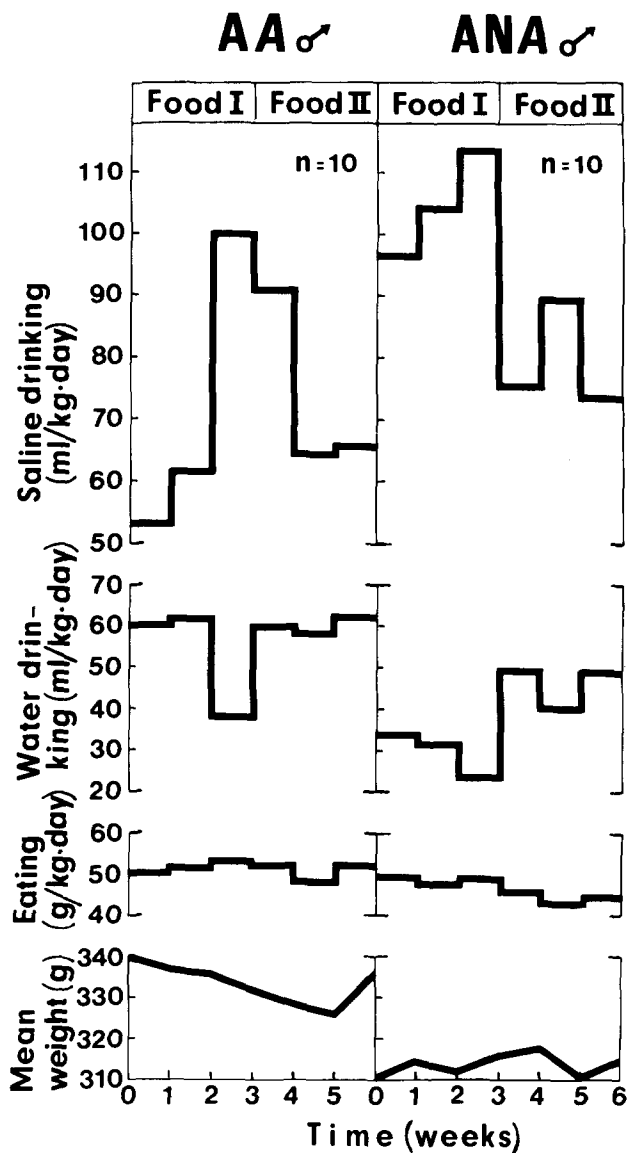 AA♂ ANA♂
Food I Food II Food I Food II
n=10 n=10
Saline drinking
(ml/kg·day)
110
100
90
80
70
60
50
Water drin-
king (ml/kg·day)
70
60
50
40
30
20
Eating
(g/kg·day)
60
50
40
Mean
weight (g)
340
330
320
310
0 1 2 3 4 5 0 1 2 3 4 5 6
Time (weeks)